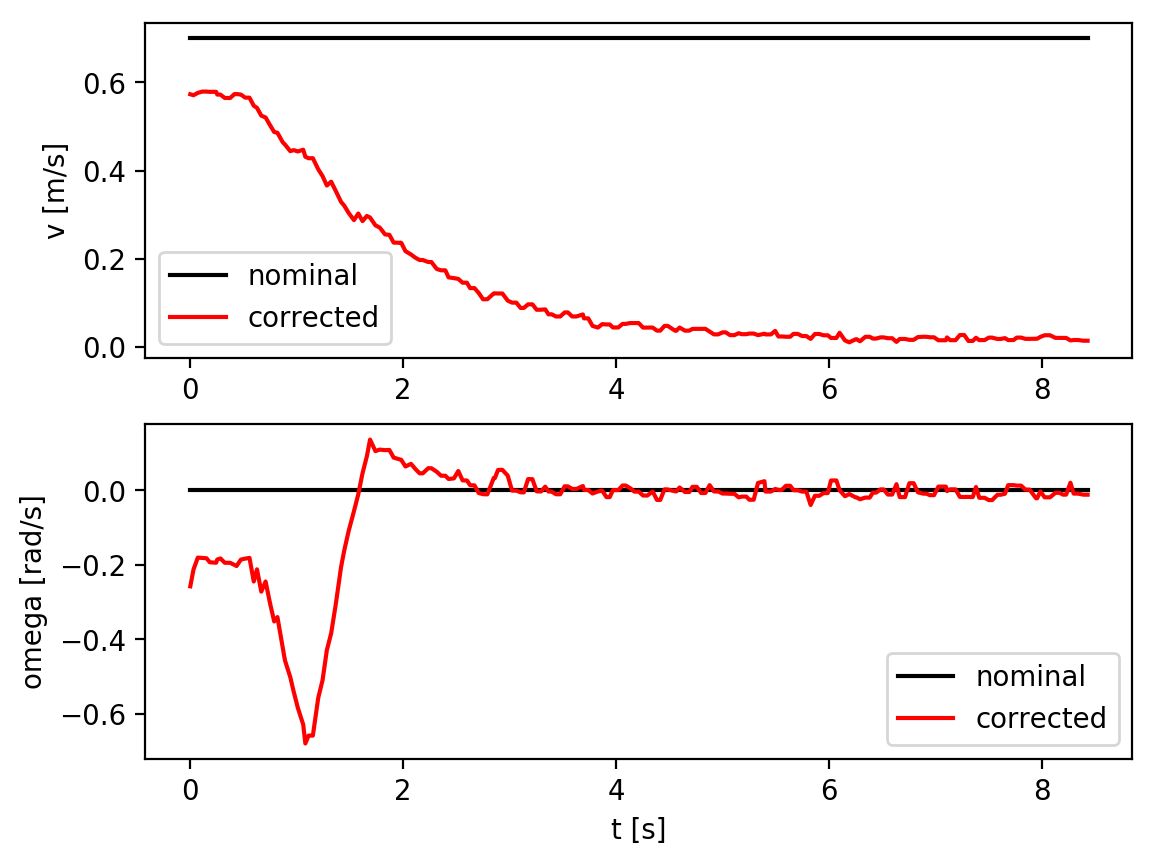 0.6
0.4
0.2
0.0
v [m/s]
nominal
corrected
0 2 4 6 8
0.0
−0.2
−0.4
−0.6
omega [rad/s]
nominal
corrected
0 2 4 6 8
t [s]